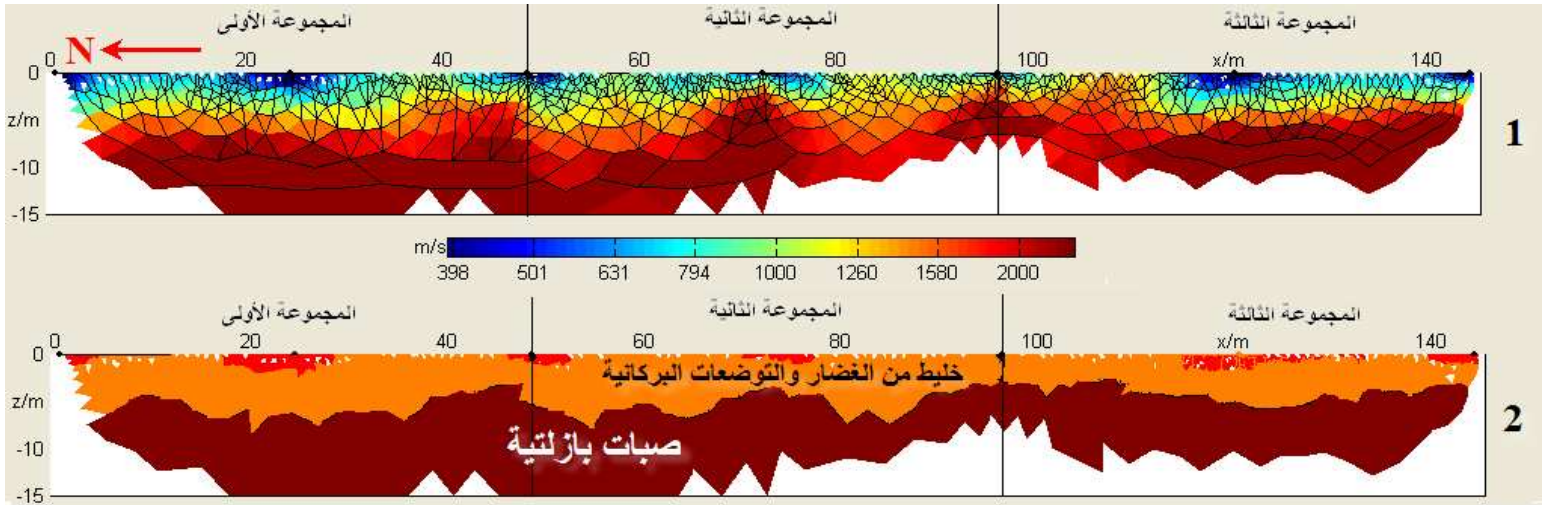 المجموعة الأولى المجموعة الثانية المجموعة الثالثة
N 20 40 60 80 100 x/m 140
0 0
z/m
-10
-15
1
m/s
398 501 631 794 1000 1260 1580 2000
المجموعة الأولى المجموعة الثانية المجموعة الثالثة
0 20 40 60 80 100 x/m 140
0
خليط من الغضار والتوضعات البركانية
z/m
صبات بازلتية
-10
-15
2